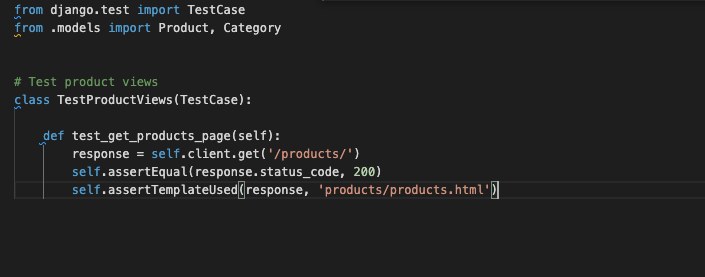 from django.test import TestCase
from .models import Product, Category
# Test product views
class TestProductViews(TestCase):
def test_get_products_page(self):
response = self.client.get('/products/')
self.assertEqual(response.status_code, 200)
self.assertTemplateUsed(response, 'products/products.html')